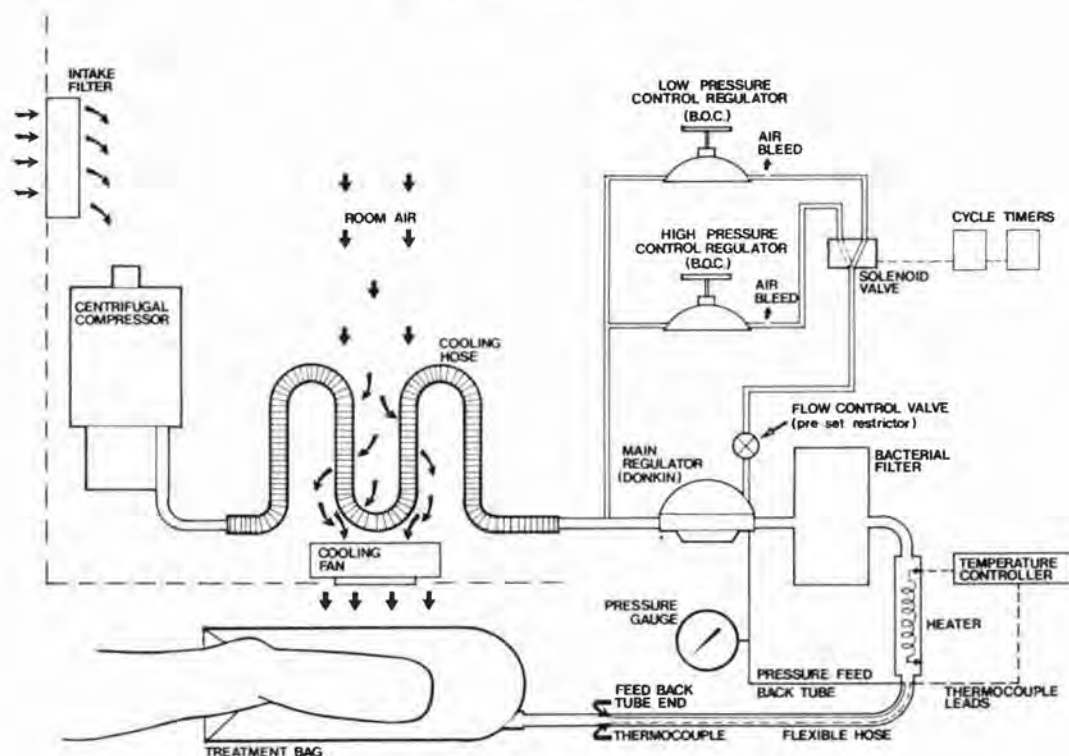 INTAKE
FILTER
LOW PRESSURE
CONTROL REGULATOR
(B.O.C.)
AIR
BLEED
ROOM AIR
HIGH PRESSURE
CONTROL REGULATOR
(B.O.C.)
AIR
BLEED
CYCLE TIMERS
SOLENOID
VALVE
CENTRIFUGAL
COMPRESSOR
COOLING
HOSE
FLOW CONTROL VALVE
(pre set restrictor)
MAIN
REGULATOR
(DONKIN)
BACTERIAL
FILTER
COOLING
FAN
TEMPERATURE
CONTROLLER
PRESSURE
GAUGE
HEATER
PRESSURE FEED
BACK TUBE
FEED BACK
TUBE END
THERMOCOUPLE
LEADS
THERMOCOUPLE
FLEXIBLE HOSE
TREATMENT BAG